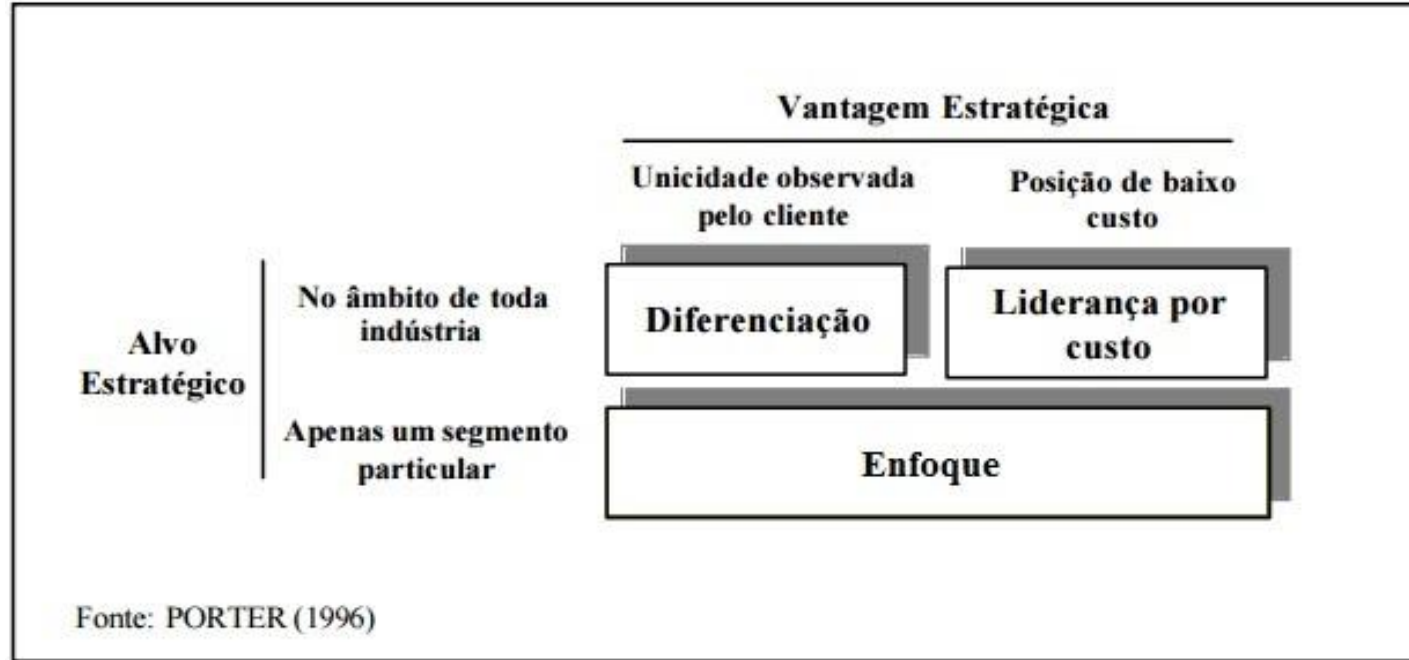 Vantagem Estratégica
Unicidade observada
pelo cliente
Posição de baixo
custo
Alvo
Estratégico
No âmbito de toda
indústria
Diferenciação
Liderança por
custo
Apenas um segmento
particular
Enfoque
Fonte: PORTER (1996)